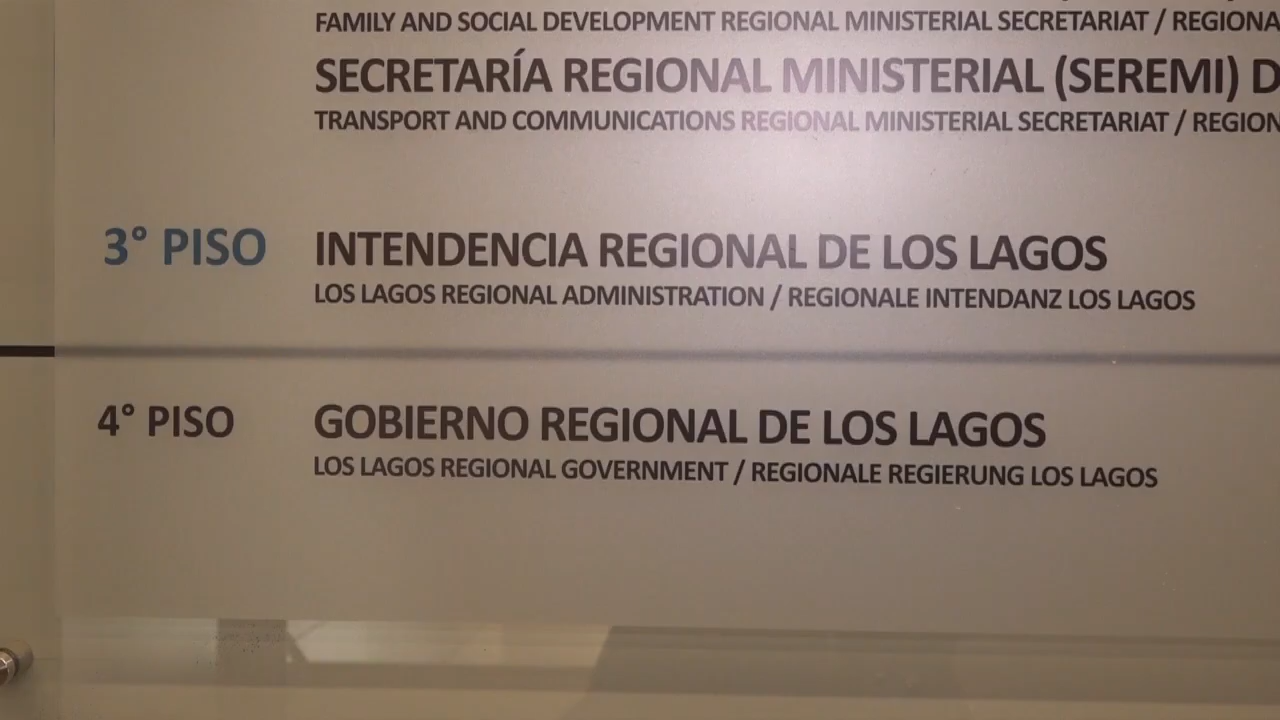 FAMILY AND SOCIAL DEVELOPMENT REGIONAL MINISTERIAL SECRETARIAT /
SECRETARÍA REGIONAL MINISTERIAL (SEREMI)
TRANSPORT AND COMMUNICATIONS REGIONAL MINISTERIAL SECRETARIAT /
3° PISO INTENDENCIA REGIONAL DE LOS LAGOS
LOS LAGOS REGIONAL ADMINISTRATION / REGIONALE INTENDANZ LOS LAGOS
4° PISO GOBIERNO REGIONAL DE LOS LAGOS
LOS LAGOS REGIONAL GOVERNMENT / REGIONALE REGIERUNG LOS LAGOS